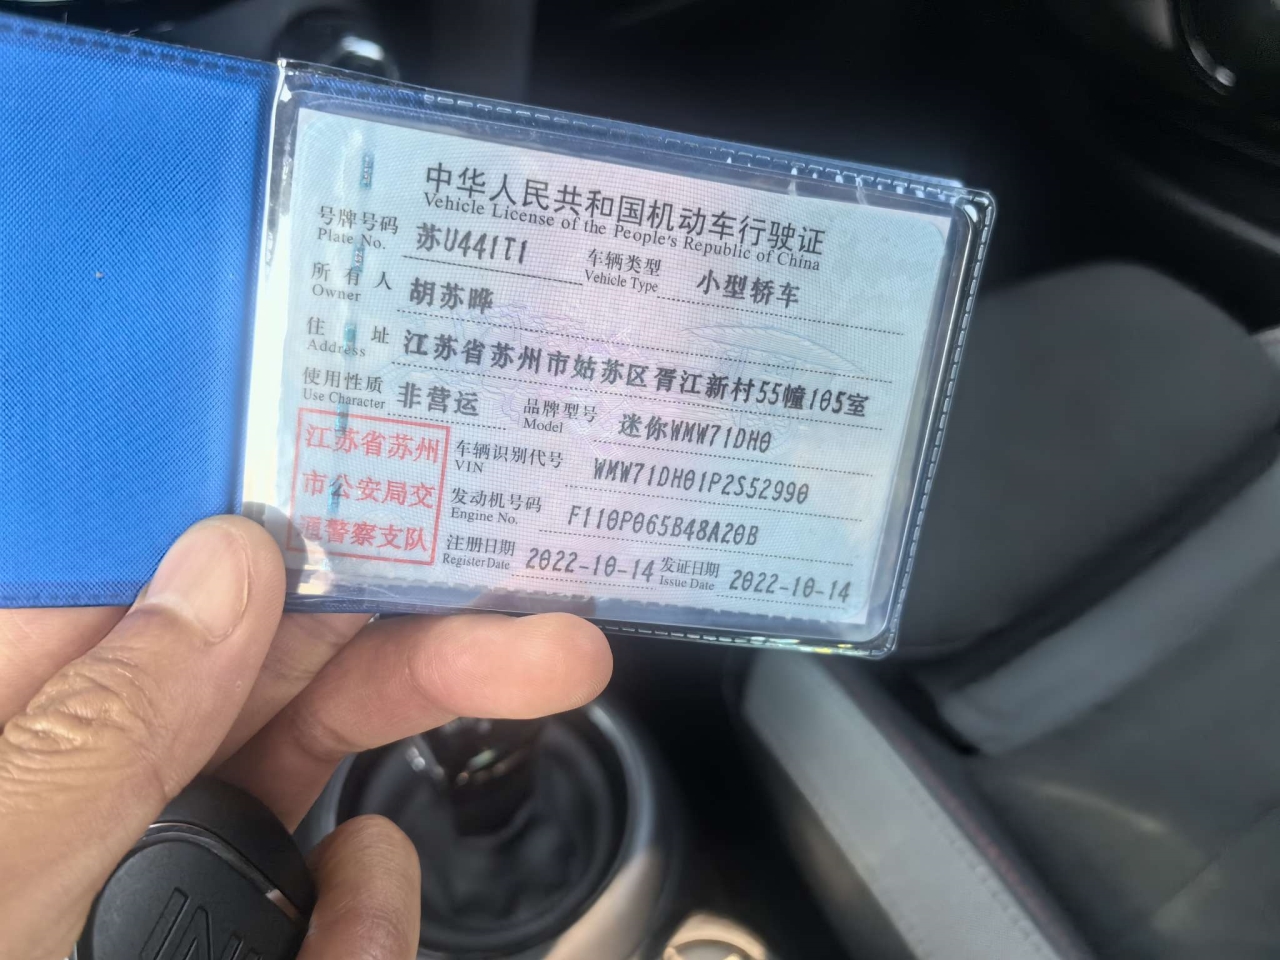 中华人民共和国机动车行驶证
Vehicle License of the People's Republic of China
号牌号码 苏U441T1 车辆类型 小型轿车
Plate No. Vehicle Type
所有人 胡苏晔
Owner
住址 江苏省苏州市姑苏区胥江新村55幢105室
Address
使用性质 非营运 品牌型号 迷你WMW71DH0
Use Character Model
江苏省苏州
市公安局交
通警察支队
车辆识别代号 WMW71DH01P2S52990
VIN
发动机号码 F110P065B48A20B
Engine No.
注册日期 2022-10-14 发证日期 2022-10-14
Register Date Issue Date